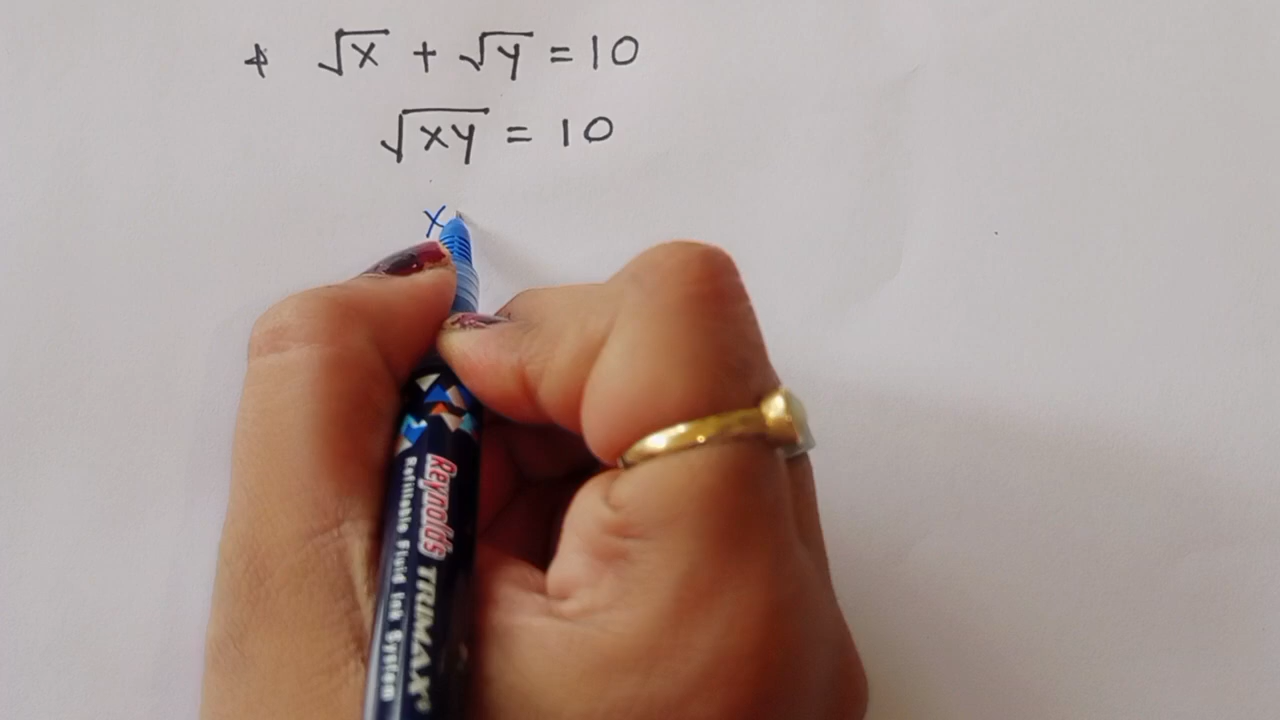 * √x + √y = 10
√xy = 10
x
Reynolds TRIMAX
Refillable Fluid Ink System